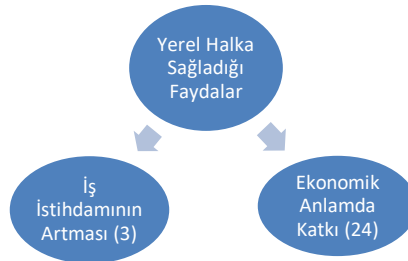 Yerel Halka
Sağladığı
Faydalar
İş
İstihdamının
Artması (3)
Ekonomik
Anlamda
Katkı (24)